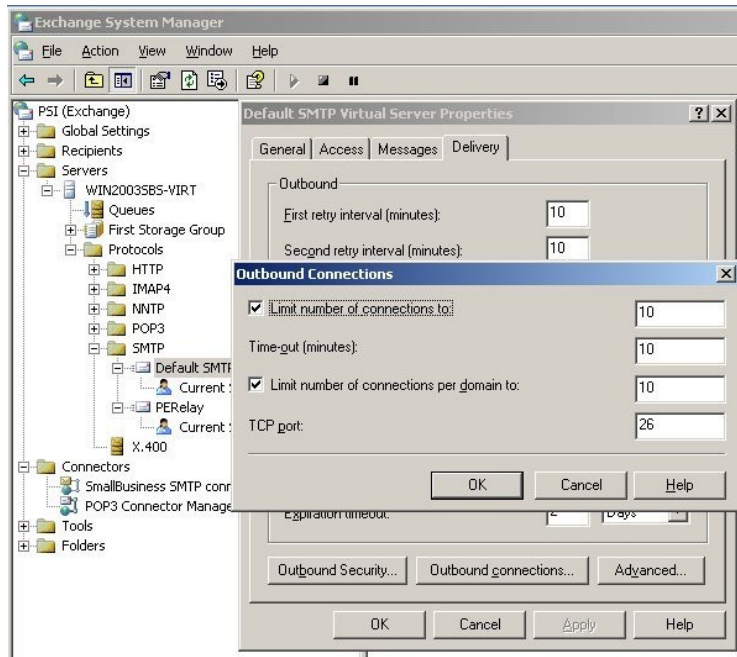 Exchange System Manager
File Action View Window Help
PSI (Exchange)
Global Settings
Recipients
Servers
WIN2003SBS-VIRT
Queues
First Storage Group
Protocols
HTTP
IMAP4
NNTP
POP3
SMTP
Default SMTP
Current
PERelay
Current
X.400
Connectors
SmallBusiness SMTP conn
POP3 Connector Manage
Tools
Folders
Default SMTP Virtual Server Properties
General Access Messages Delivery
Outbound
First retry interval (minutes): 10
Second retry interval (minutes): 10
Outbound Connections
Limit number of connections to: 10
Time-out (minutes): 10
Limit number of connections per domain to: 10
TCP port: 26
OK Cancel Help
Expiration timeout: 2 Days
Outbound Security... Outbound connections... Advanced...
OK Cancel Apply Help